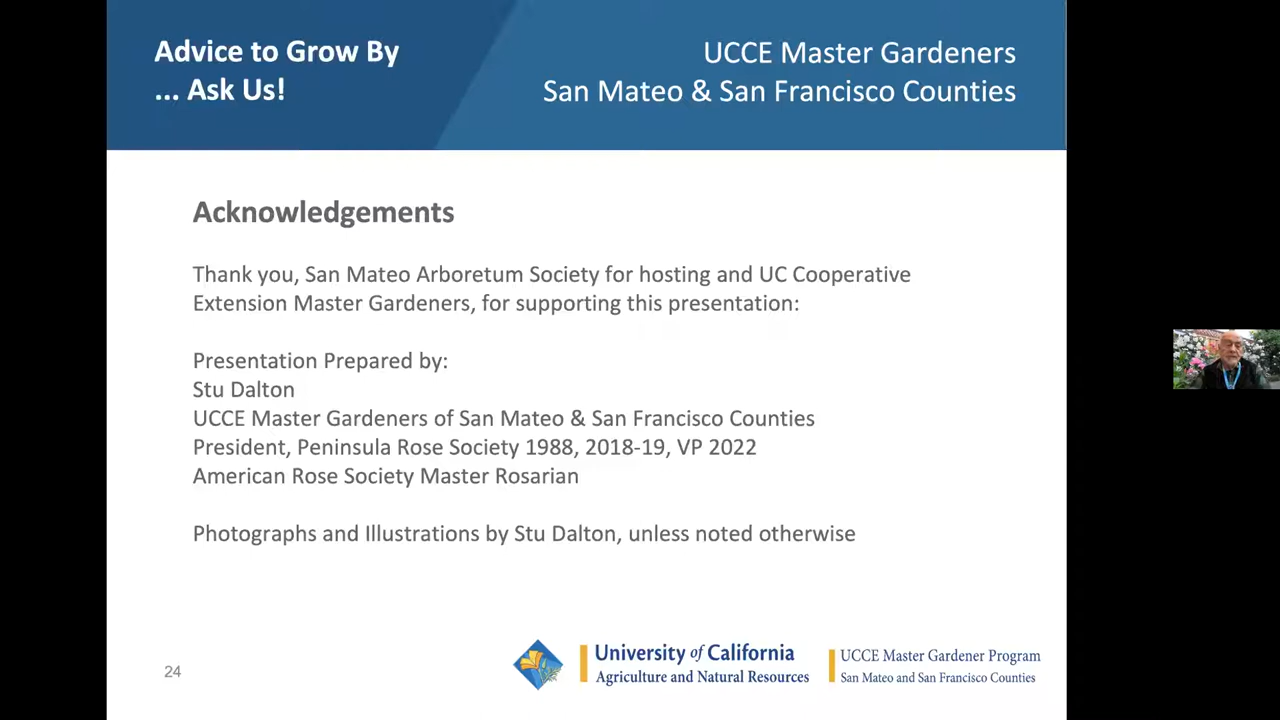 Advice to Grow By
... Ask Us!
UCCE Master Gardeners
San Mateo & San Francisco Counties
Acknowledgements
Thank you, San Mateo Arboretum Society for hosting and UC Cooperative
Extension Master Gardeners, for supporting this presentation:
Presentation Prepared by:
Stu Dalton
UCCE Master Gardeners of San Mateo & San Francisco Counties
President, Peninsula Rose Society 1988, 2018-19, VP 2022
American Rose Society Master Rosarian
Photographs and Illustrations by Stu Dalton, unless noted otherwise
24
University of California
Agriculture and Natural Resources
UCCE Master Gardener Program
San Mateo and San Francisco Counties